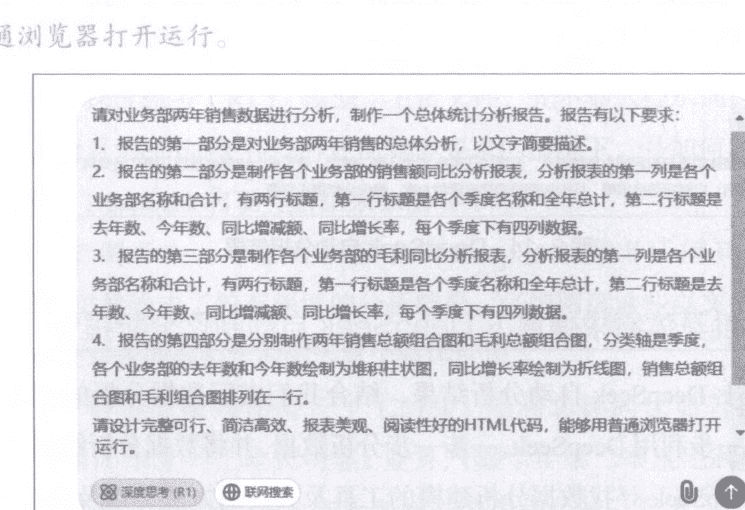 通浏览器打开运行。
请对业务部两年销售数据进行分析，制作一个总体统计分析报告。报告有以下要求：
1. 报告的第一部分是对业务部两年销售的总体分析，以文字简要描述。
2. 报告的第二部分是制作各个业务部的销售额同比分析报表，分析报表的第一列是各个
业务部名称和合计，有两行标题，第一行标题是各个季度名称和全年总计，第二行标题是
去年数、今年数、同比增减额、同比增长率，每个季度下有四列数据。
3. 报告的第三部分是制作各个业务部的毛利同比分析报表，分析报表的第一列是各个业
务部名称和合计，有两行标题，第一行标题是各个季度名称和全年总计，第二行标题是去
年数、今年数、同比增减额、同比增长率，每个季度下有四列数据。
4. 报告的第四部分是分别制作两年销售总额组合图和毛利总额组合图，分类轴是季度，
各个业务部的去年数和今年数绘制为堆积柱状图，同比增长率绘制为折线图，销售总额组
合图和毛利组合图排列在一行。
请设计完整可行、简洁高效、报表美观、阅读性好的HTML代码，能够用普通浏览器打开
运行。
深度思考 (R1) 联网搜索